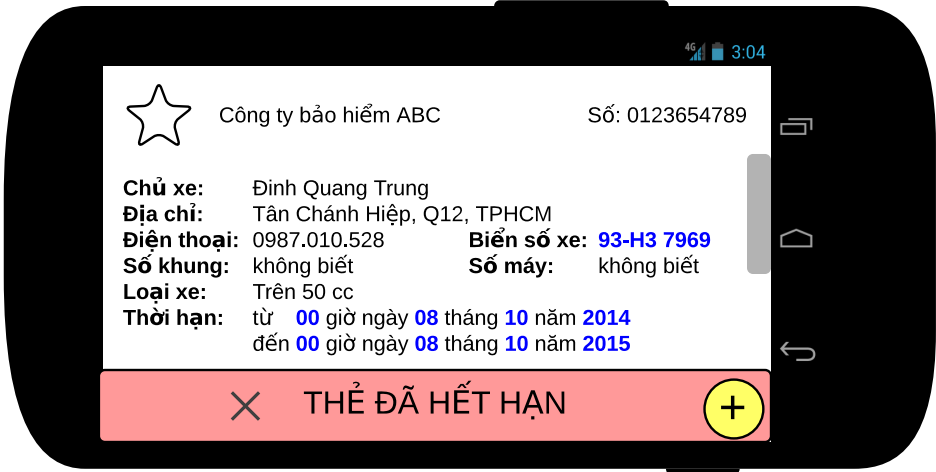 4G 3:04
Công ty bảo hiểm ABC Số: 0123654789
Chủ xe: Đinh Quang Trung
Địa chỉ: Tân Chánh Hiệp, Q12, TPHCM
Điện thoại: 0987.010.528 Biển số xe: 93-H3 7969
Số khung: không biết Số máy: không biết
Loại xe: Trên 50 cc
Thời hạn: từ 00 giờ ngày 08 tháng 10 năm 2014
đến 00 giờ ngày 08 tháng 10 năm 2015
THẺ ĐÃ HẾT HẠN +